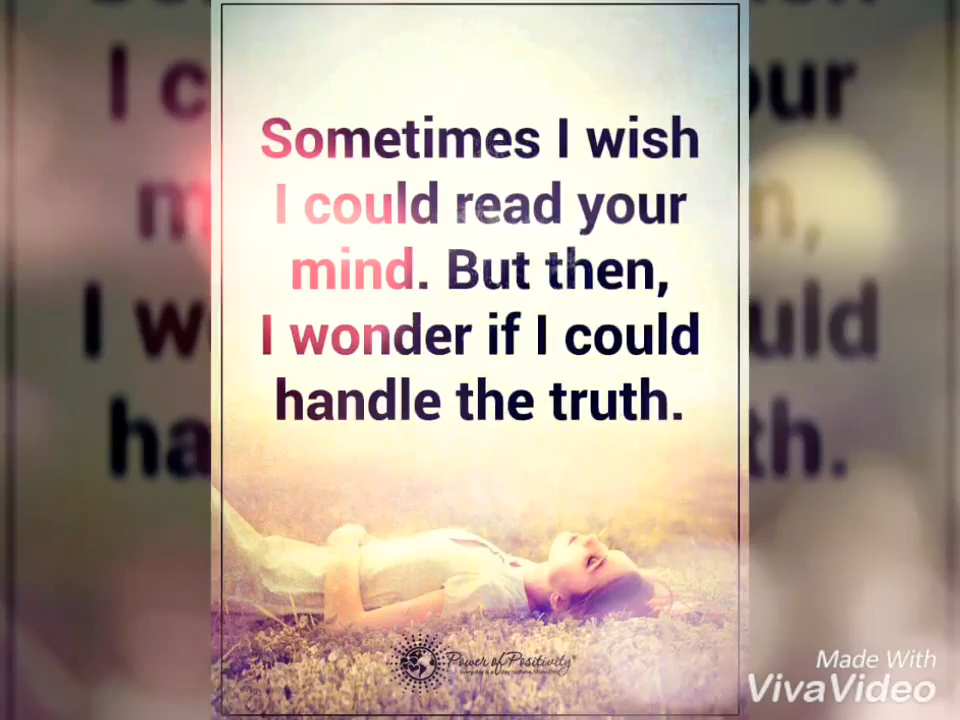 Sometimes I wish
I could read your
mind. But then,
I wonder if I could
handle the truth.
Power of Positivity
Made With
VivaVideo